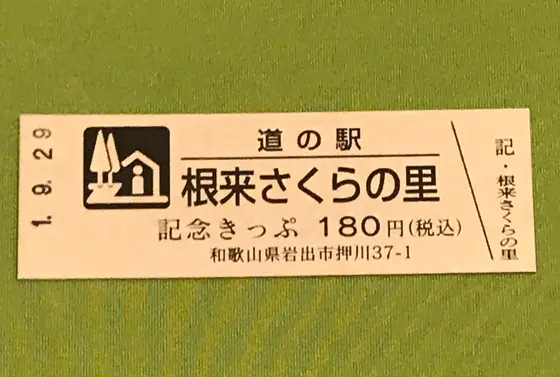 1. 9. 29
道の駅
根来さくらの里
記念きっぷ 180円(税込)
和歌山県岩出市押川37-1
記・根来さくらの里